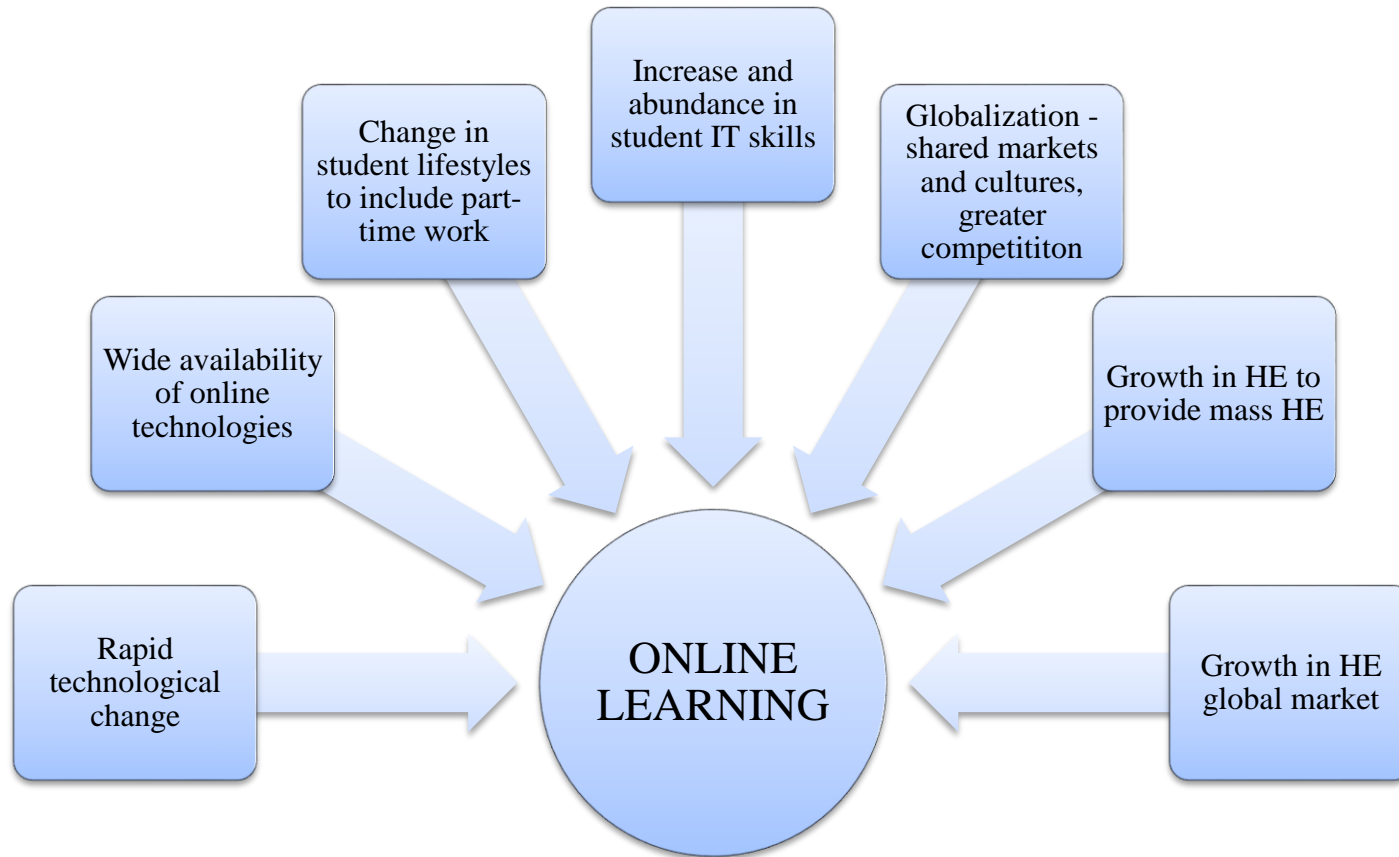 Rapid
technological
change
Wide availability
of online
technologies
Change in
student lifestyles
to include part-
time work
Increase and
abundance in
student IT skills
Globalization -
shared markets
and cultures,
greater
competititon
Growth in HE to
provide mass HE
Growth in HE
global market
ONLINE
LEARNING